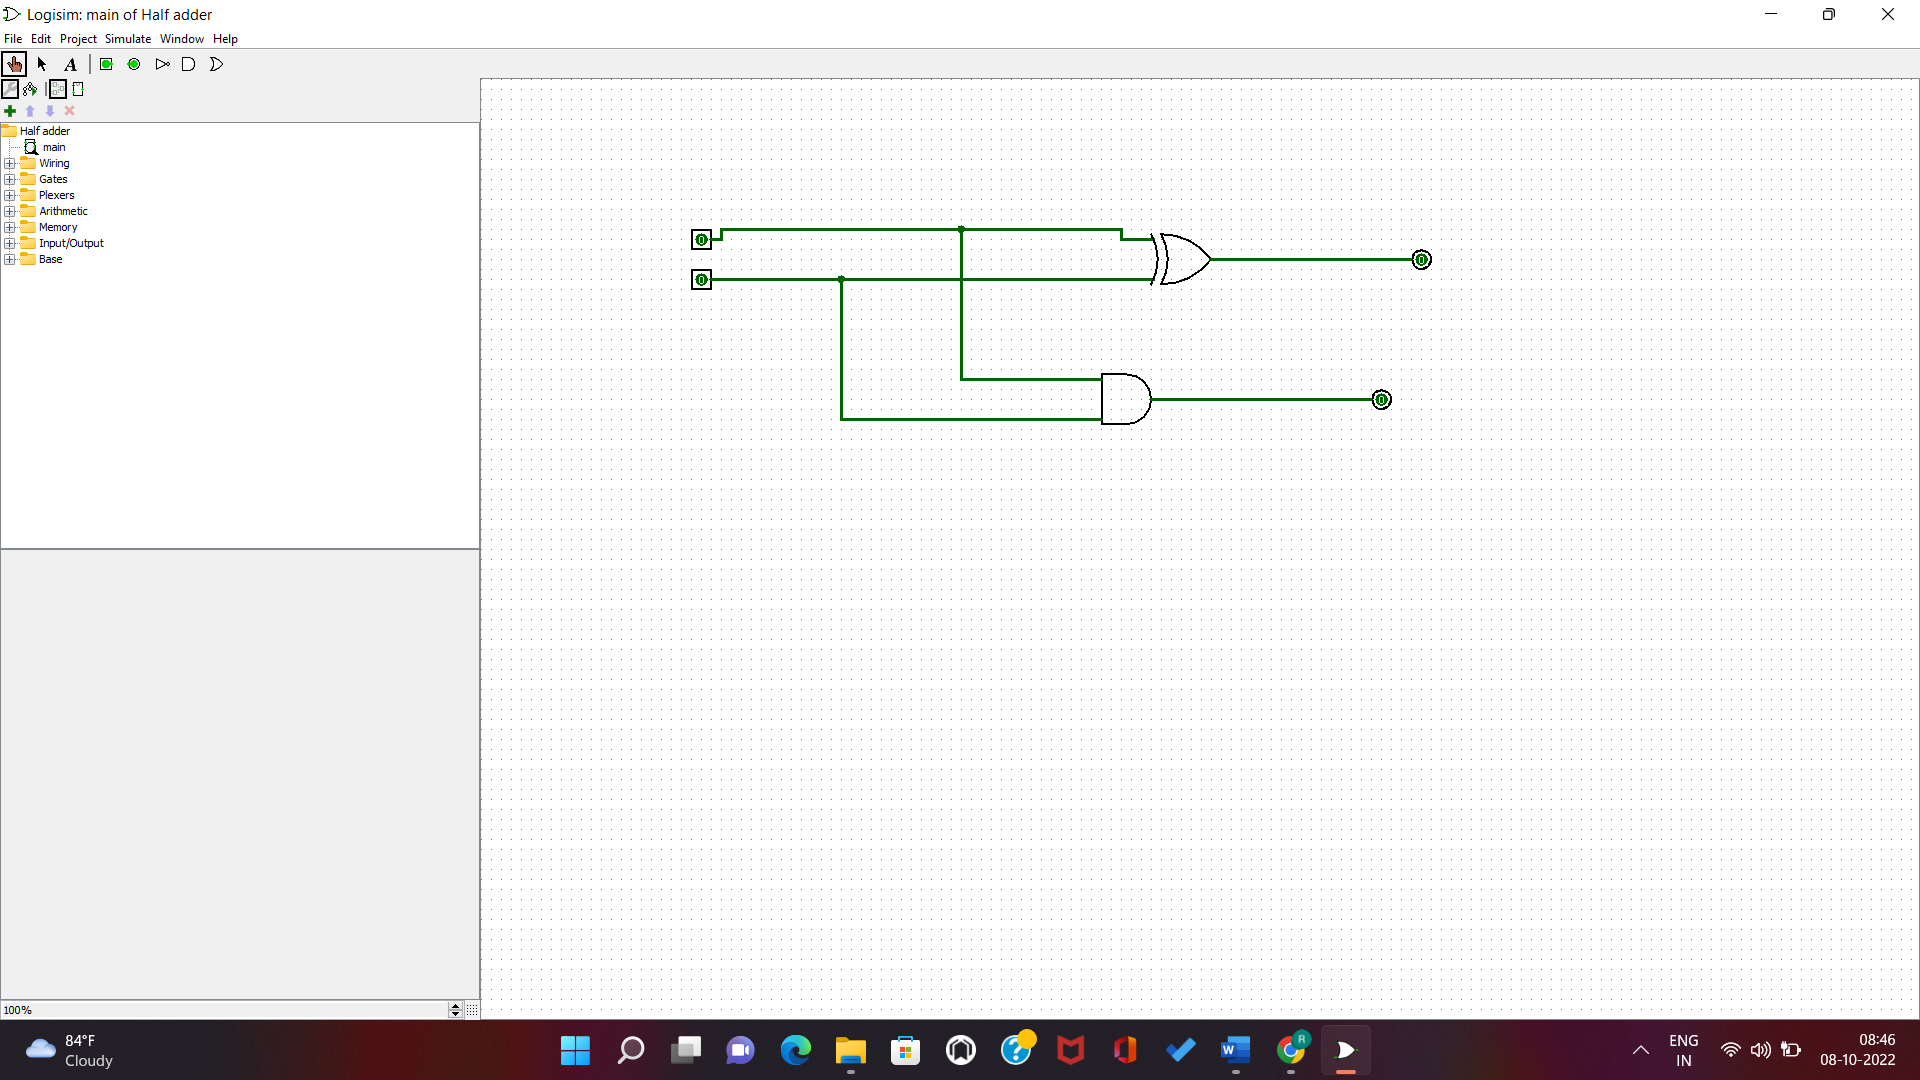 Logisim: main of Half adder
File Edit Project Simulate Window Help
A
Half adder
main
Wiring
Gates
Plexers
Arithmetic
Memory
Input/Output
Base
0
0
0
0
100%
84°F
Cloudy
R
ENG
IN
08:46
08-10-2022